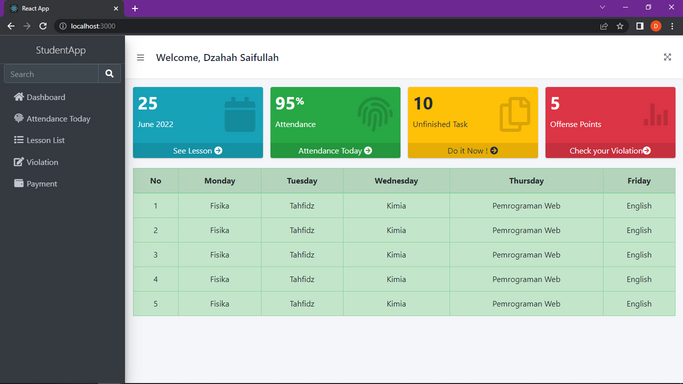 React App
localhost:3000
StudentApp
Search
Dashboard
Attendance Today
Lesson List
Violation
Payment
Welcome, Dzahah Saifullah
25
June 2022
See Lesson
95%
Attendance
Attendance Today
10
Unfinished Task
Do it Now !
5
Offense Points
Check your Violation
No Monday Tuesday Wednesday Thursday Friday
1 Fisika Tahfidz Kimia Pemrograman Web English
2 Fisika Tahfidz Kimia Pemrograman Web English
3 Fisika Tahfidz Kimia Pemrograman Web English
4 Fisika Tahfidz Kimia Pemrograman Web English
5 Fisika Tahfidz Kimia Pemrograman Web English